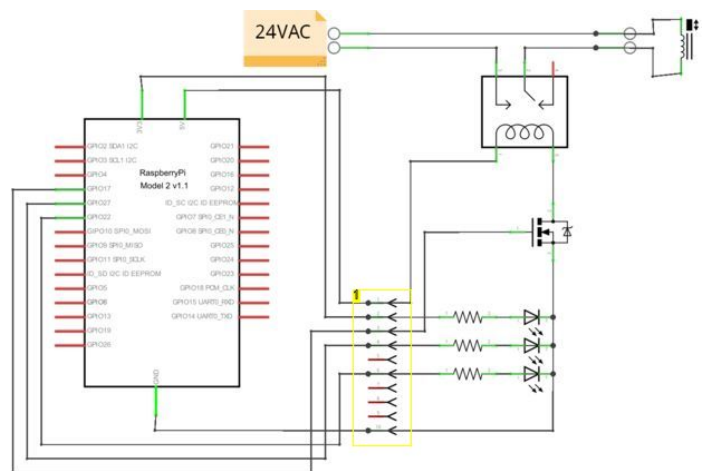 24VAC
3V3
5V
RaspberryPi
Model 2 v1.1
GPIO2 SDA1 I2C
GPIO3 SCL1 I2C
GPIO4
GPIO17
GPIO27
GPIO22
GPIO10 SPI0_MOSI
GPIO9 SPI0_MISO
GPIO11 SPI0_SCLK
ID_SD I2C ID EEPROM
GPIO5
GPIO6
GPIO13
GPIO19
GPIO26
GPIO21
GPIO20
GPIO16
GPIO12
ID_SC I2C ID EEPROM
GPIO7 SPI0_CE1_N
GPIO8 SPI0_CE0_N
GPIO25
GPIO24
GPIO23
GPIO18 PCM_CLK
GPIO15 UART0_RXD
GPIO14 UART0_TXD
GND